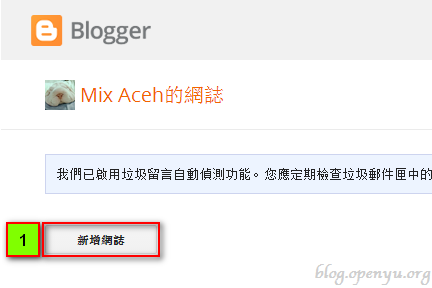 Blogger
Mix Aceh的網誌
我們已啟用垃圾留言自動偵測功能。您應定期檢查垃圾郵件匣中的
1 新增網誌
blog.openyu.org